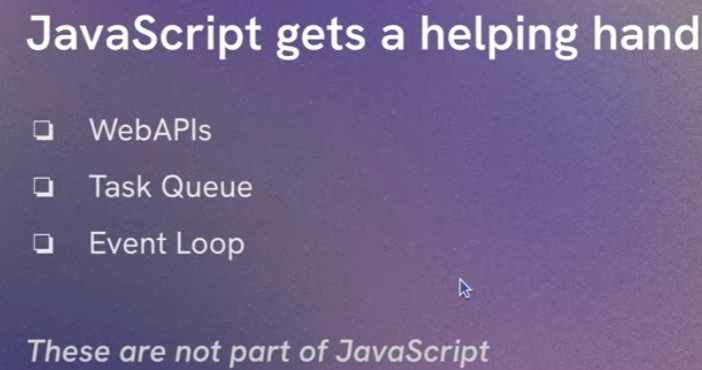 JavaScript gets a helping hand
WebAPIs
Task Queue
Event Loop
These are not part of JavaScript